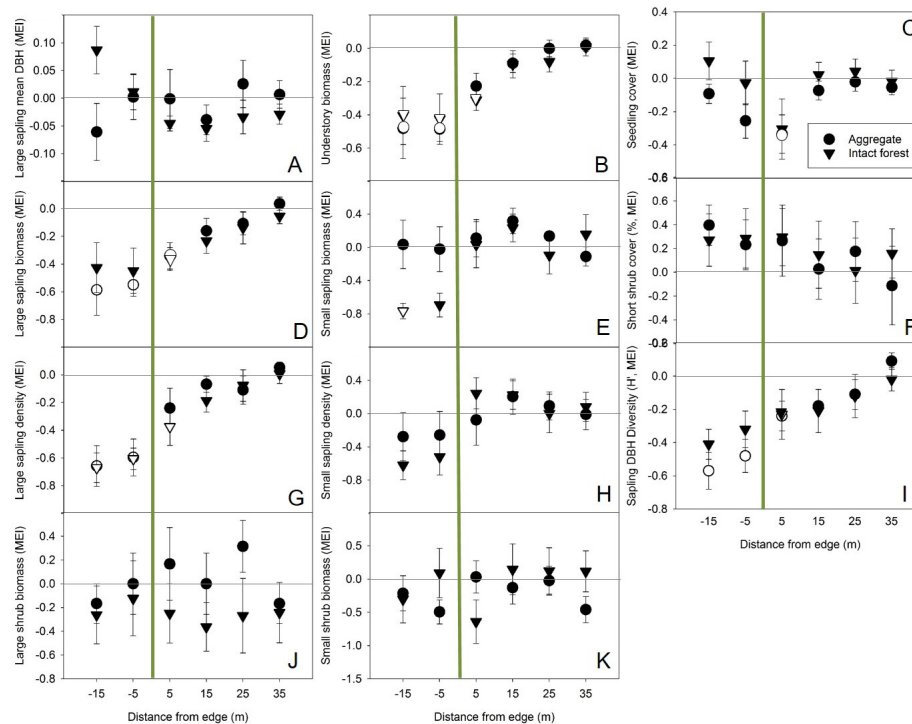 Large sapling mean DBH (MEI)
0.10
0.05
0.00
-0.05
-0.10
A
Understory biomass (MEI)
0.0
-0.2
-0.4
-0.6
-0.8
B
Seedling cover (MEI)
0.4
0.2
0.0
-0.2
-0.4
-0.6
C
Aggregate
Intact forest
Large sapling biomass (MEI)
0.0
-0.2
-0.4
-0.6
-0.8
D
Small sapling biomass (MEI)
0.4
0.0
-0.4
-0.8
E
Short shrub cover (%, MEI)
0.8
0.6
0.4
0.2
0.0
0.2
0.4
F
Large sapling density (MEI)
0.0
-0.2
-0.4
-0.6
-0.8
G
Small sapling density (MEI)
0.4
0.0
-0.4
-0.8
H
Sapling DBH Diversity (H', MEI)
0.2
0.0
-0.2
-0.4
-0.6
-0.8
I
-15 -5 5 15 25 35
Distance from edge (m)
Large shrub biomass (MEI)
0.4
0.2
0.0
-0.2
-0.4
-0.6
-0.8
J
-15 -5 5 15 25 35
Distance from edge (m)
Small shrub biomass (MEI)
0.5
0.0
-0.5
-1.0
-1.5
K
-15 -5 5 15 25 35
Distance from edge (m)